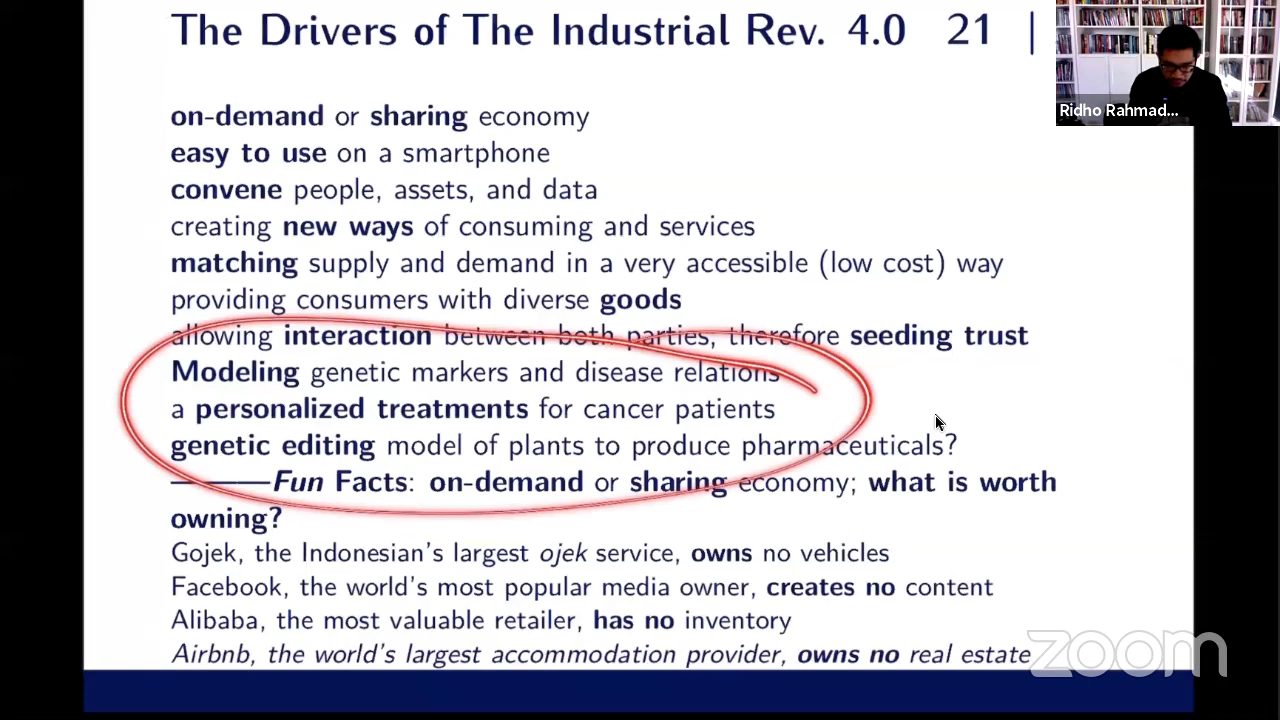 The Drivers of The Industrial Rev. 4.0 21
Ridho Rahmad...
on-demand or sharing economy
easy to use on a smartphone
convene people, assets, and data
creating new ways of consuming and services
matching supply and demand in a very accessible (low cost) way
providing consumers with diverse goods
allowing interaction between both parties, therefore seeding trust
Modeling genetic markers and disease relations
a personalized treatments for cancer patients
genetic editing model of plants to produce pharmaceuticals?
———Fun Facts: on-demand or sharing economy; what is worth
owning?
Gojek, the Indonesian's largest ojek service, owns no vehicles
Facebook, the world's most popular media owner, creates no content
Alibaba, the most valuable retailer, has no inventory
Airbnb, the world's largest accommodation provider, owns no real estate
zoom